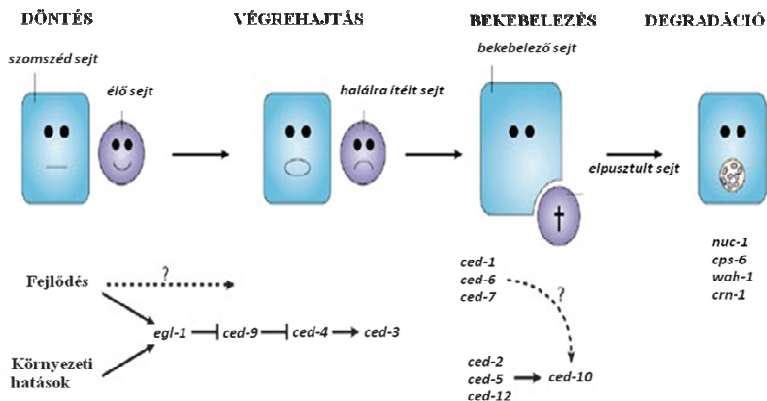 DÖNTÉS
VÉGREHAJTÁS
BEKEBELEZÉS
DEGRADÁCIÓ
szomszéd sejt
élő sejt
halálra ítélt sejt
bekebelező sejt
elpusztult sejt
Fejlődés
?
egl-1
ced-9
ced-4
ced-3
Környezeti
hatások
ced-1
ced-6
ced-7
?
ced-2
ced-5
ced-12
ced-10
nuc-1
cps-6
wah-1
crn-1